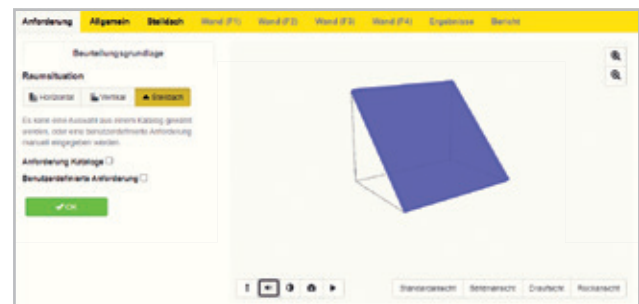 Anforderung Allgemein Steildach Wand (F1) Wand (F2) Wand (F3) Wand (F4) Ergebnisse Bericht
Beurteilungsgrundlage
Raumsituation
Horizontal Vertikal Steildach
Es kann eine Auswahl aus einem Katalog gewählt
werden, oder eine benutzerdefinierte Anforderung
manuell eingegeben werden.
Anforderung Kataloge
Benutzerdefinierte Anforderung
OK
Standardansicht Seitenansicht Draufsicht Rückansicht